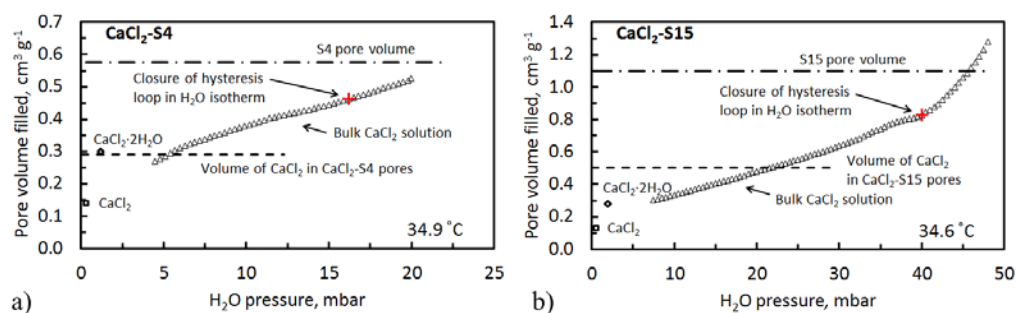 CaCl₂-S4
Pore volume filled, cm³ g⁻¹
0.7
0.6
0.5
0.4
0.3
0.2
0.1
0.0
S4 pore volume
Closure of hysteresis
loop in H₂O isotherm
Bulk CaCl₂ solution
CaCl₂·2H₂O
Volume of CaCl₂ in CaCl₂-S4 pores
CaCl₂
34.9 °C
0 5 10 15 20 25
H₂O pressure, mbar
a)
CaCl₂-S15
Pore volume filled, cm³ g⁻¹
1.4
1.2
1.0
0.8
0.6
0.4
0.2
0.0
S15 pore volume
Closure of hysteresis
loop in H₂O isotherm
Volume of CaCl₂
in CaCl₂-S15 pores
CaCl₂·2H₂O
Bulk CaCl₂ solution
CaCl₂
34.6 °C
0 10 20 30 40 50
H₂O pressure, mbar
b)